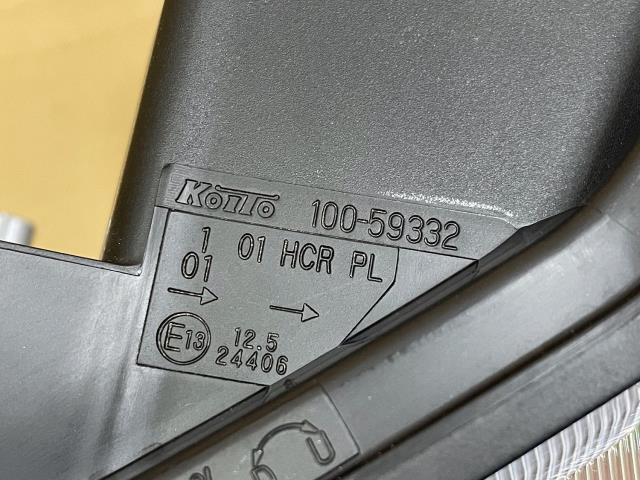 KOITO 100-59332
1 01 HCR PL
01
→ →
E13 12.5
24406
U